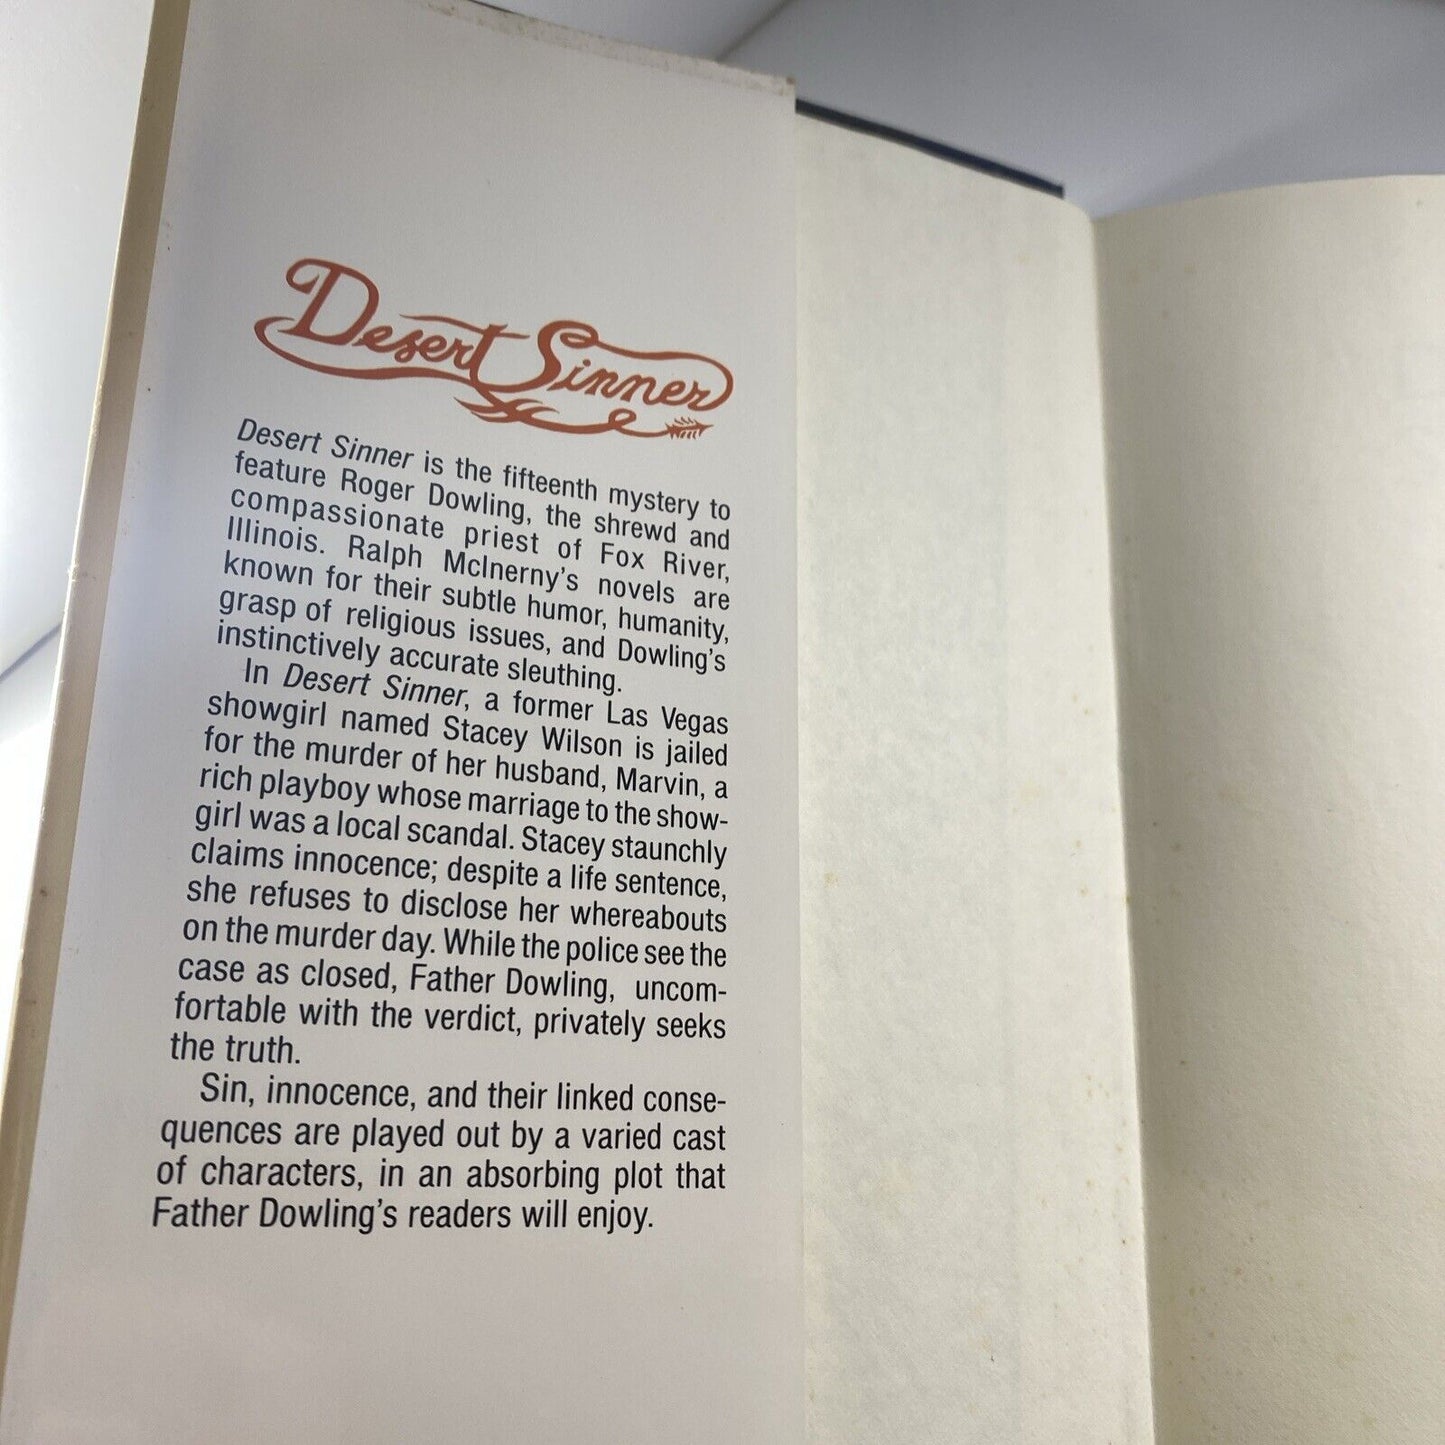 Desert Sinner
Desert Sinner is the fifteenth mystery to
feature Roger Dowling, the shrewd and
compassionate priest of Fox River,
Illinois. Ralph McInerny's novels are
known for their subtle humor, humanity,
grasp of religious issues, and Dowling's
instinctively accurate sleuthing.
In Desert Sinner, a former Las Vegas
showgirl named Stacey Wilson is jailed
for the murder of her husband, Marvin, a
rich playboy whose marriage to the show-
girl was a local scandal. Stacey staunchly
claims innocence; despite a life sentence,
she refuses to disclose her whereabouts
on the murder day. While the police see the
case as closed, Father Dowling, uncom-
fortable with the verdict, privately seeks
the truth.
Sin, innocence, and their linked conse-
quences are played out by a varied cast
of characters, in an absorbing plot that
Father Dowling's readers will enjoy.